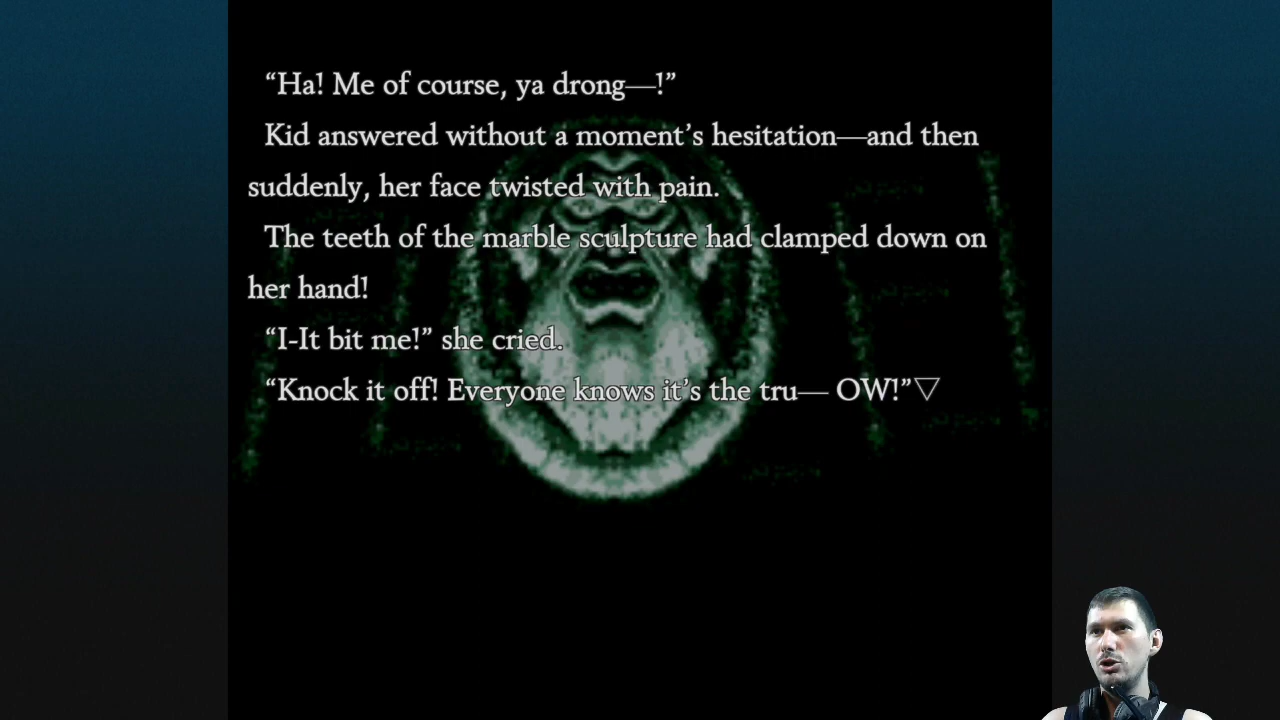 “Ha! Me of course, ya drong—!”
Kid answered without a moment’s hesitation—and then
suddenly, her face twisted with pain.
The teeth of the marble sculpture had clamped down on
her hand!
“I-It bit me!” she cried.
“Knock it off! Everyone knows it’s the tru— OW!”▽